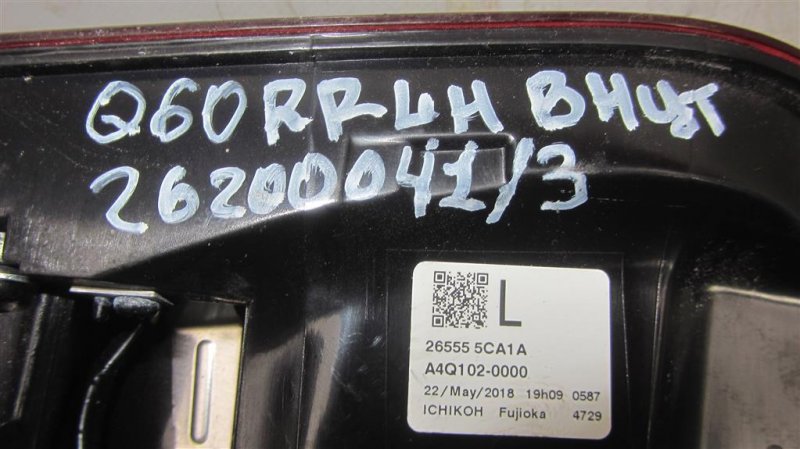 Q60 RR LH ВНУТ
26200041/3
L
26555 5CA1A
A4Q102-0000
22/May/2018 19h09 0587
ICHIKOH Fujioka 4729